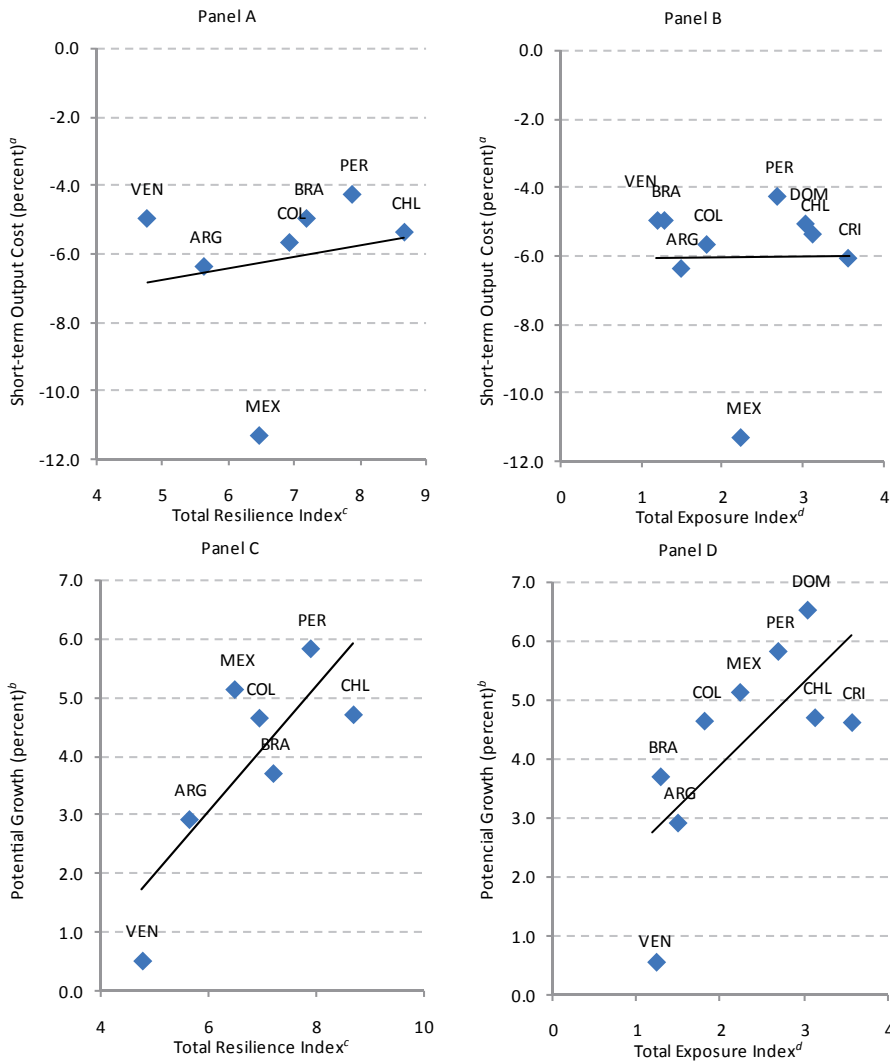 Panel A
Short-term Output Cost (percent)a
0.0
-2.0
-4.0
-6.0
-8.0
-10.0
-12.0
VEN
ARG
COL
BRA
PER
CHL
MEX
4 5 6 7 8 9
Total Resilience Indexc
Panel B
Short-term Output Cost (percent)a
0.0
-2.0
-4.0
-6.0
-8.0
-10.0
-12.0
VEN
BRA
ARG
COL
PER
DOM
CHL
CRI
MEX
0 1 2 3 4
Total Exposure Indexd
Panel C
Potential Growth (percent)b
7.0
6.0
5.0
4.0
3.0
2.0
1.0
0.0
PER
MEX
COL
CHL
BRA
ARG
VEN
4 6 8 10
Total Resilience Indexc
Panel D
Potencial Growth (percent)b
7.0
6.0
5.0
4.0
3.0
2.0
1.0
0.0
DOM
PER
MEX
COL
CHL
CRI
BRA
ARG
VEN
0 1 2 3 4
Total Exposure Indexd